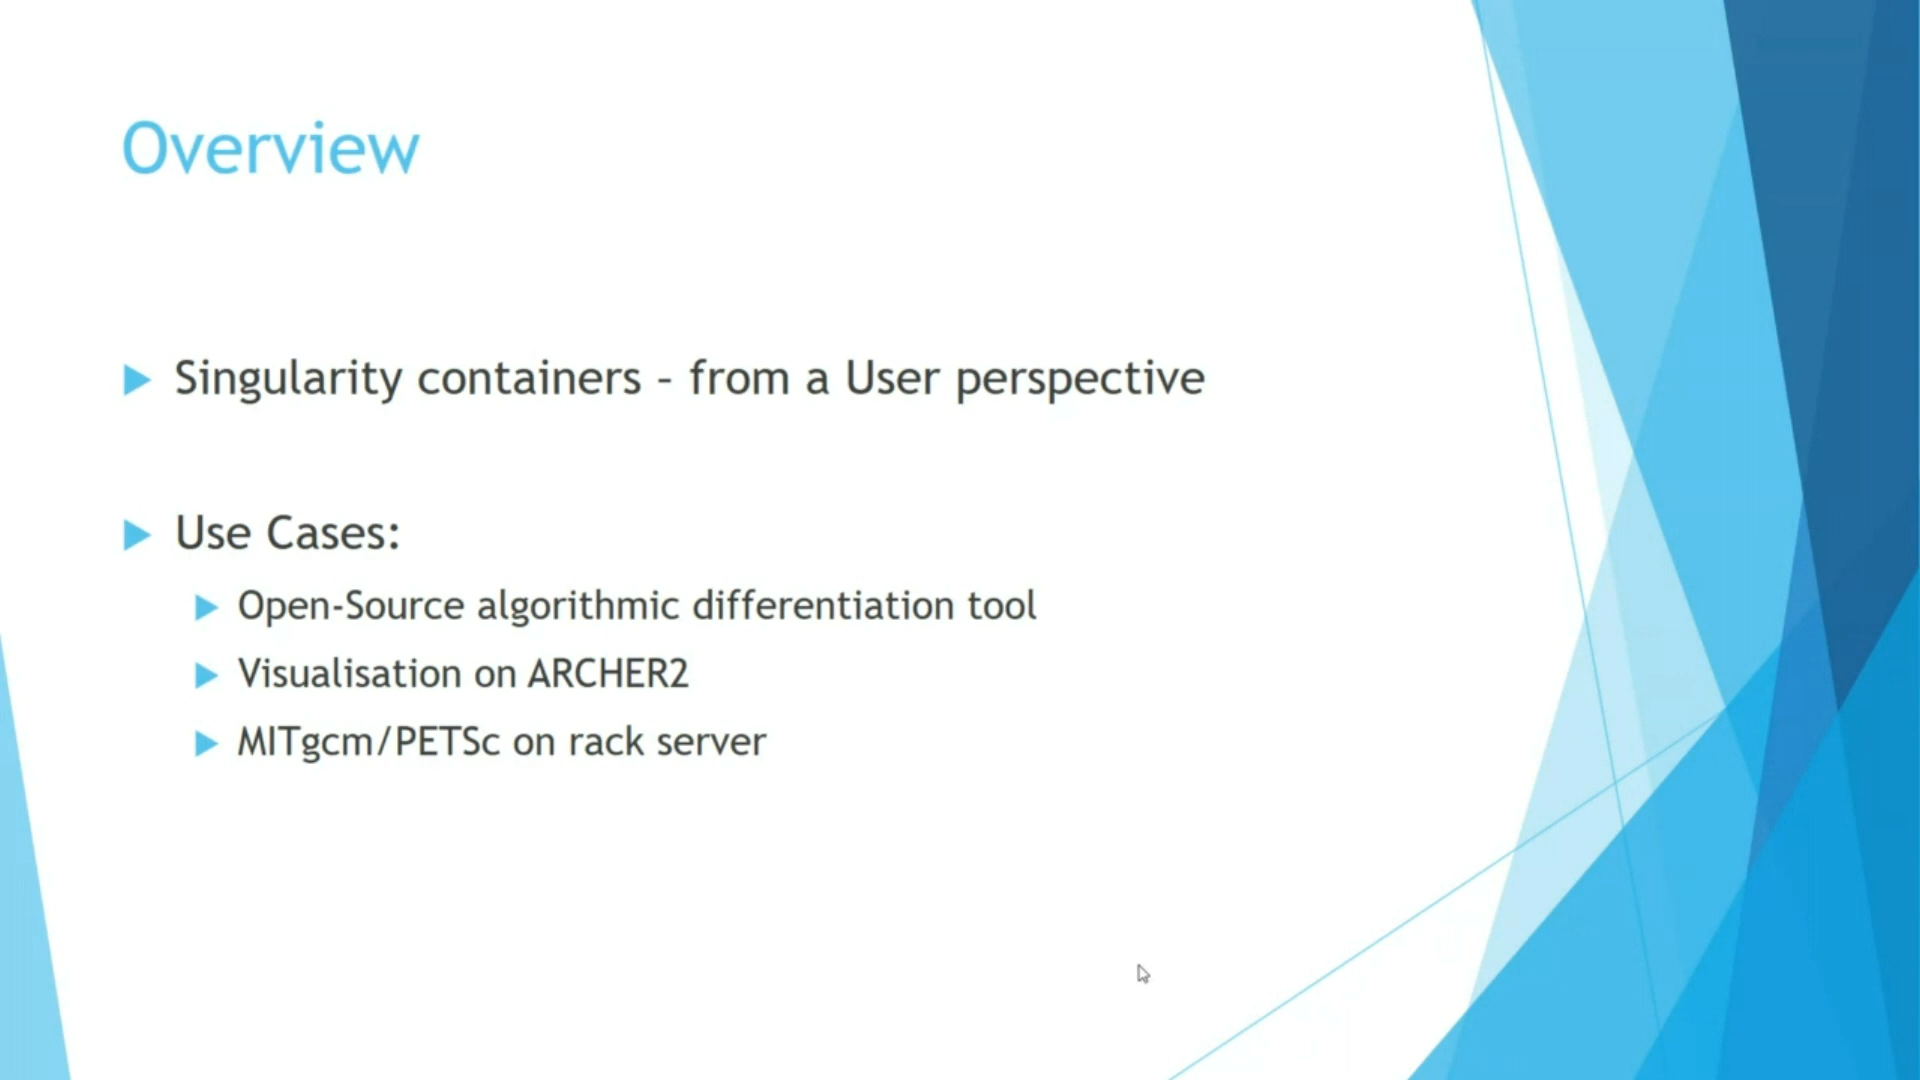 Overview
Singularity containers – from a User perspective
Use Cases:
Open-Source algorithmic differentiation tool
Visualisation on ARCHER2
MITgcm/PETSc on rack server